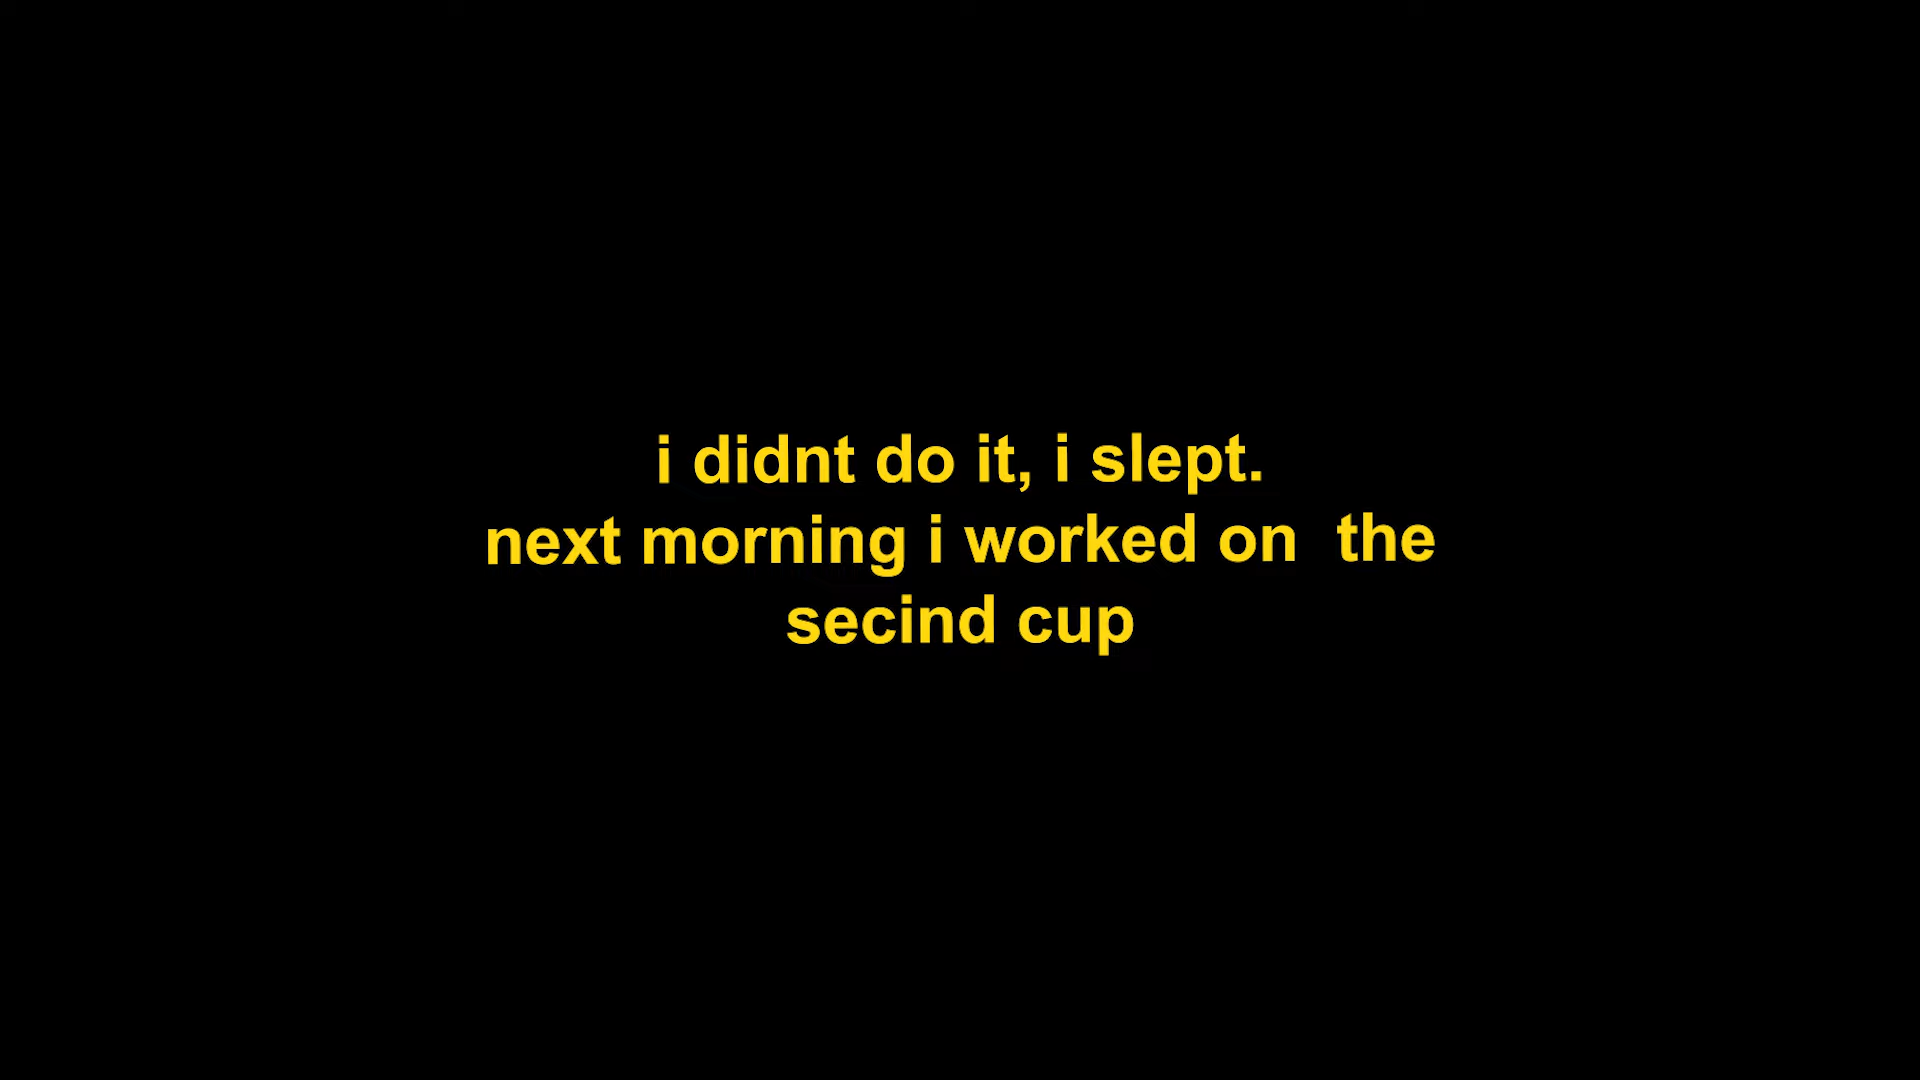 i didnt do it, i slept.
next morning i worked on  the
secind cup